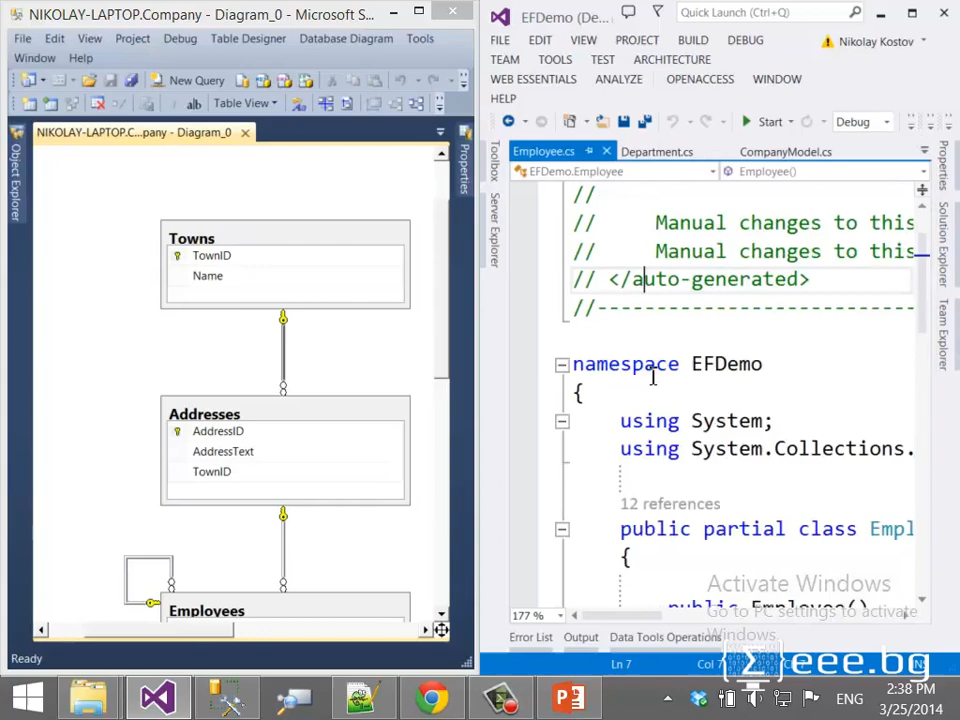 NIKOLAY-LAPTOP.Company - Diagram_0 - Microsoft S...
File Edit View Project Debug Table Designer Database Diagram Tools
Window Help
New Query
Table View
NIKOLAY-LAPTOP.C...pany - Diagram_0
Object Explorer
Properties
Towns
TownID
Name
Addresses
AddressID
AddressText
TownID
Employees
Ready
EFDemo (De...
Quick Launch (Ctrl+Q)
FILE EDIT VIEW PROJECT BUILD DEBUG
Nikolay Kostov
TEAM TOOLS TEST ARCHITECTURE
WEB ESSENTIALS ANALYZE OPENACCESS WINDOW
HELP
Start Debug
Employee.cs Department.cs CompanyModel.cs
EFDemo.Employee Employee()
Toolbox
Server Explorer
Properties
Solution Explorer
Team Explorer
//
// Manual changes to this
// Manual changes to this
// </auto-generated>
//----------------------------
namespace EFDemo
{
using System;
using System.Collections.
12 references
public partial class Empl
{
public Employee()
177 %
Activate Windows
Go to PC settings to activate
Windows.
Error List Output Data Tools Operations
Ln 7 Col 7
eee.bg
ENG
2:38 PM
3/25/2014